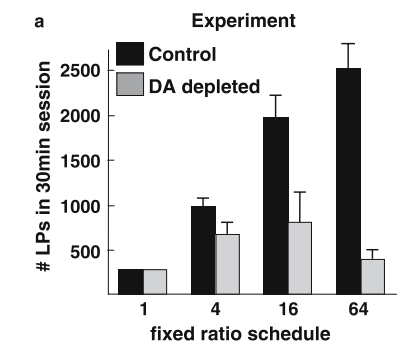 a
Experiment
Control
DA depleted
# LPs in 30min session
2500
2000
1500
1000
500
1 4 16 64
fixed ratio schedule